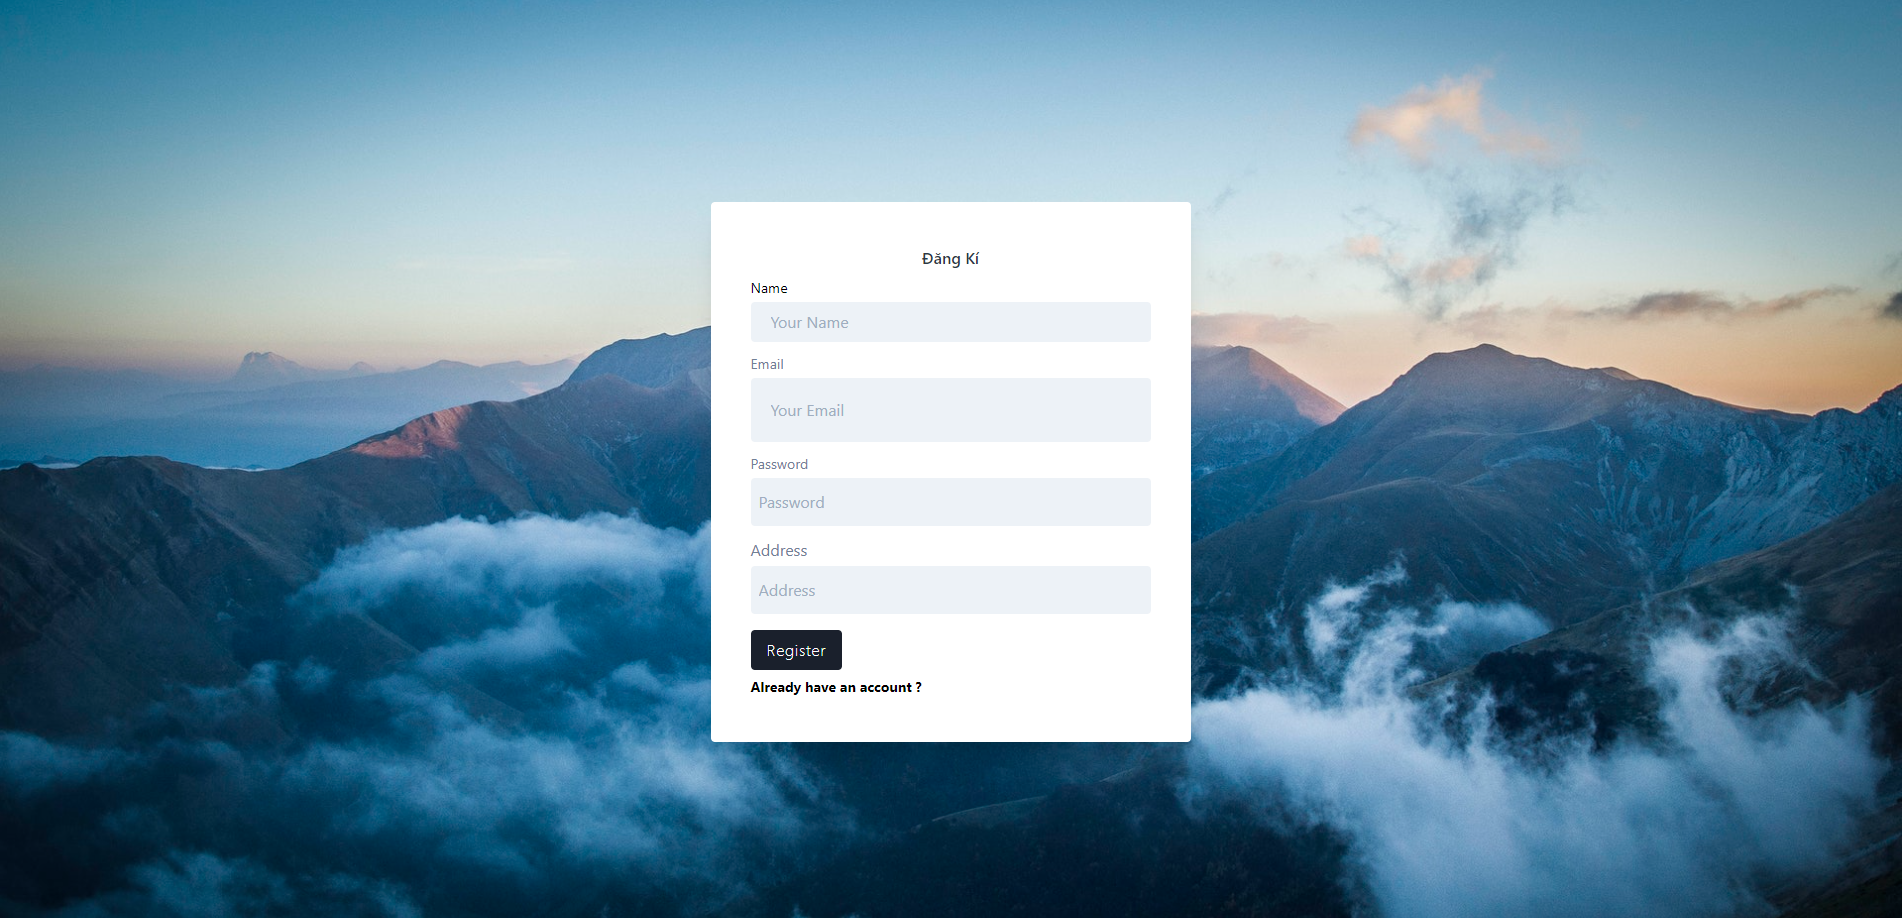 Đăng Kí
Name
Your Name
Email
Your Email
Password
Password
Address
Address
Register
Already have an account ?